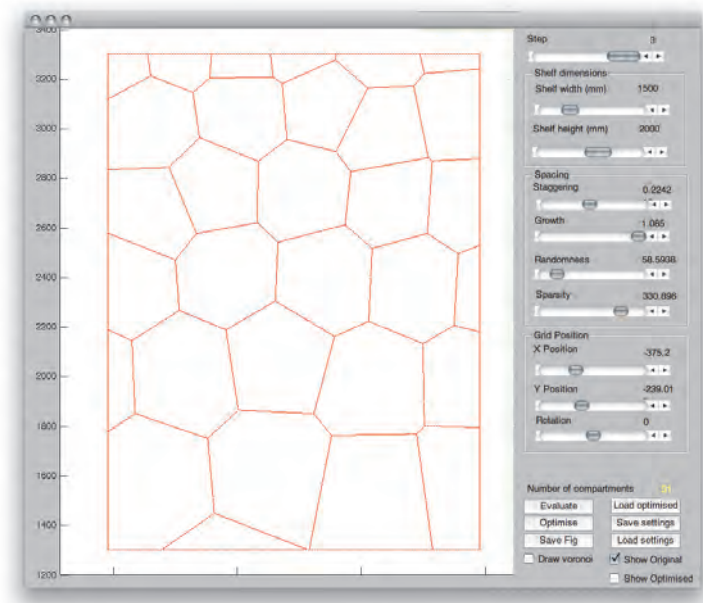 3400
3200
3000
2800
2600
2400
2200
2000
1800
1600
1400
1200
Step
Shelf dimensions
Shelf width (mm) 1500
Shelf height (mm) 2000
Spacing
Staggering 0.2242
Growth 1.065
Randomness 58.5938
Sparsity 330.896
Grid Position
X Position -375.2
Y Position -239.01
Rotation 0
Number of compartments 31
Evaluate Load optimised
Optimise Save settings
Save Fig Load settings
Draw voronoi Show Original
Show Optimised